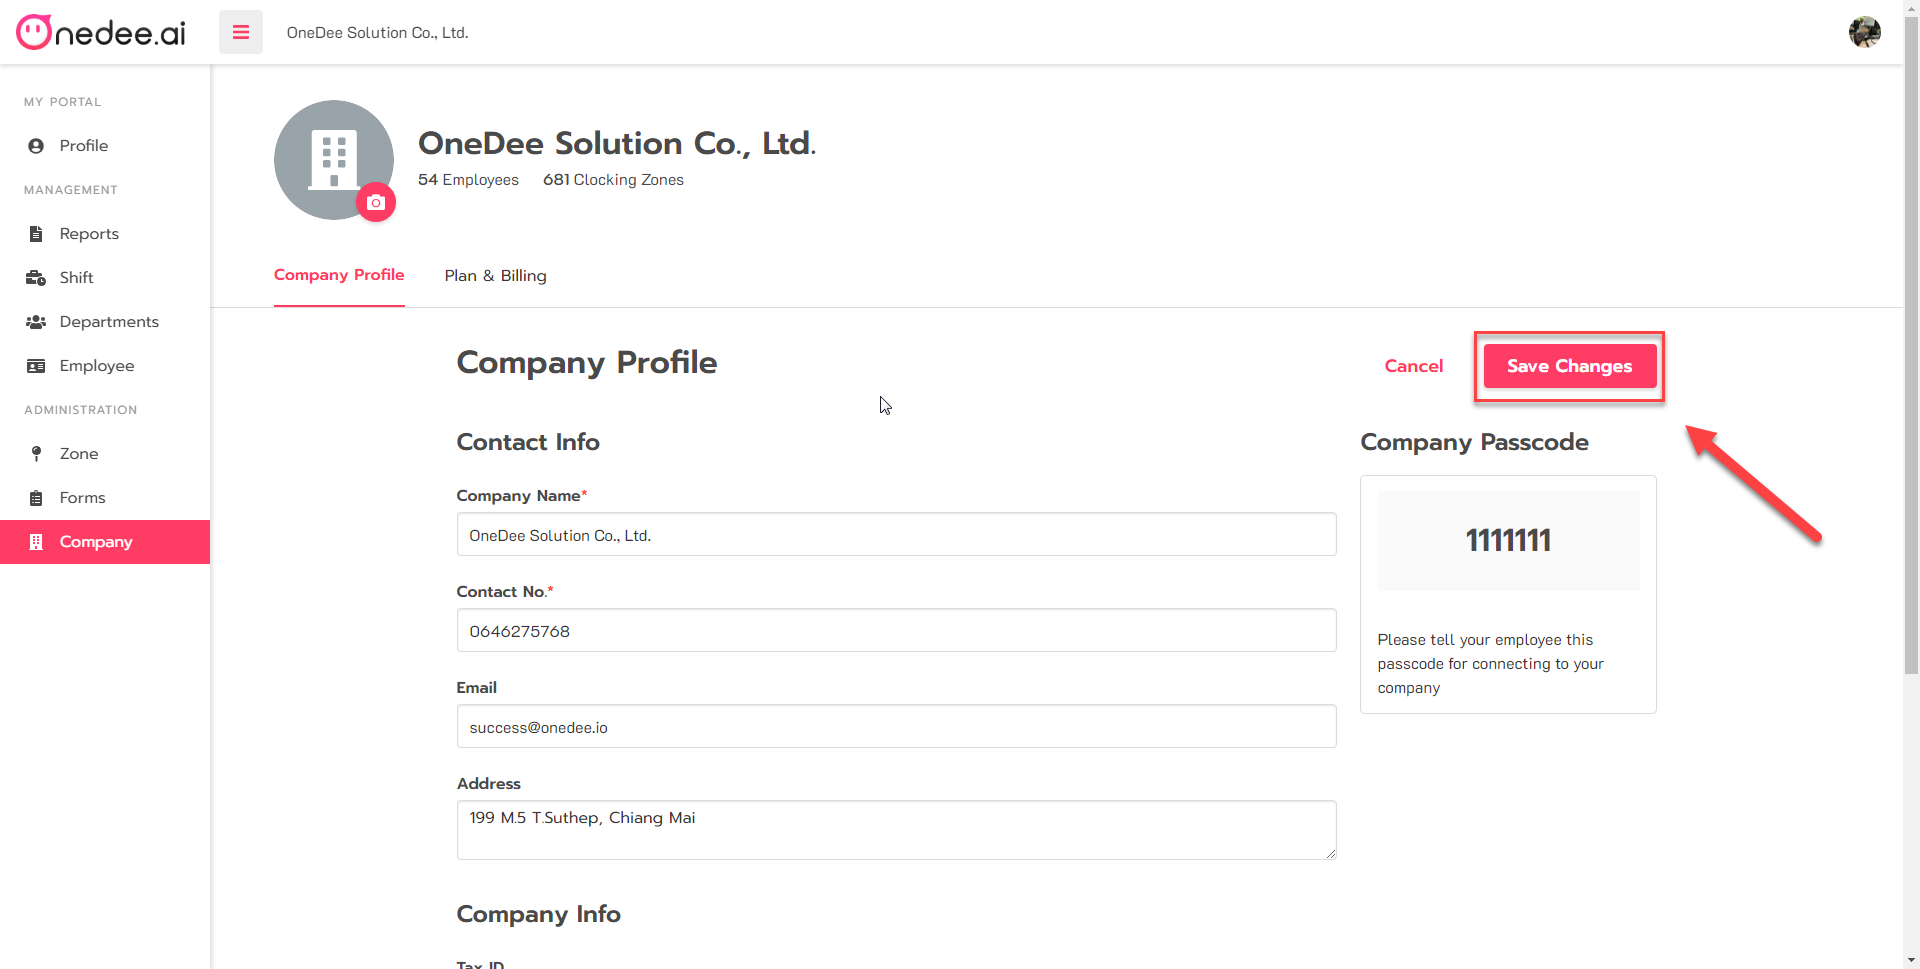 Onedee.ai
OneDee Solution Co., Ltd.
MY PORTAL
Profile
MANAGEMENT
Reports
Shift
Departments
Employee
ADMINISTRATION
Zone
Forms
Company
OneDee Solution Co., Ltd.
54 Employees 681 Clocking Zones
Company Profile Plan & Billing
Company Profile
Cancel Save Changes
Contact Info
Company Name*
OneDee Solution Co., Ltd.
Contact No.*
0646275768
Email
success@onedee.io
Address
199 M.5 T.Suthep, Chiang Mai
Company Info
Tax ID
Company Passcode
1111111
Please tell your employee this
passcode for connecting to your
company